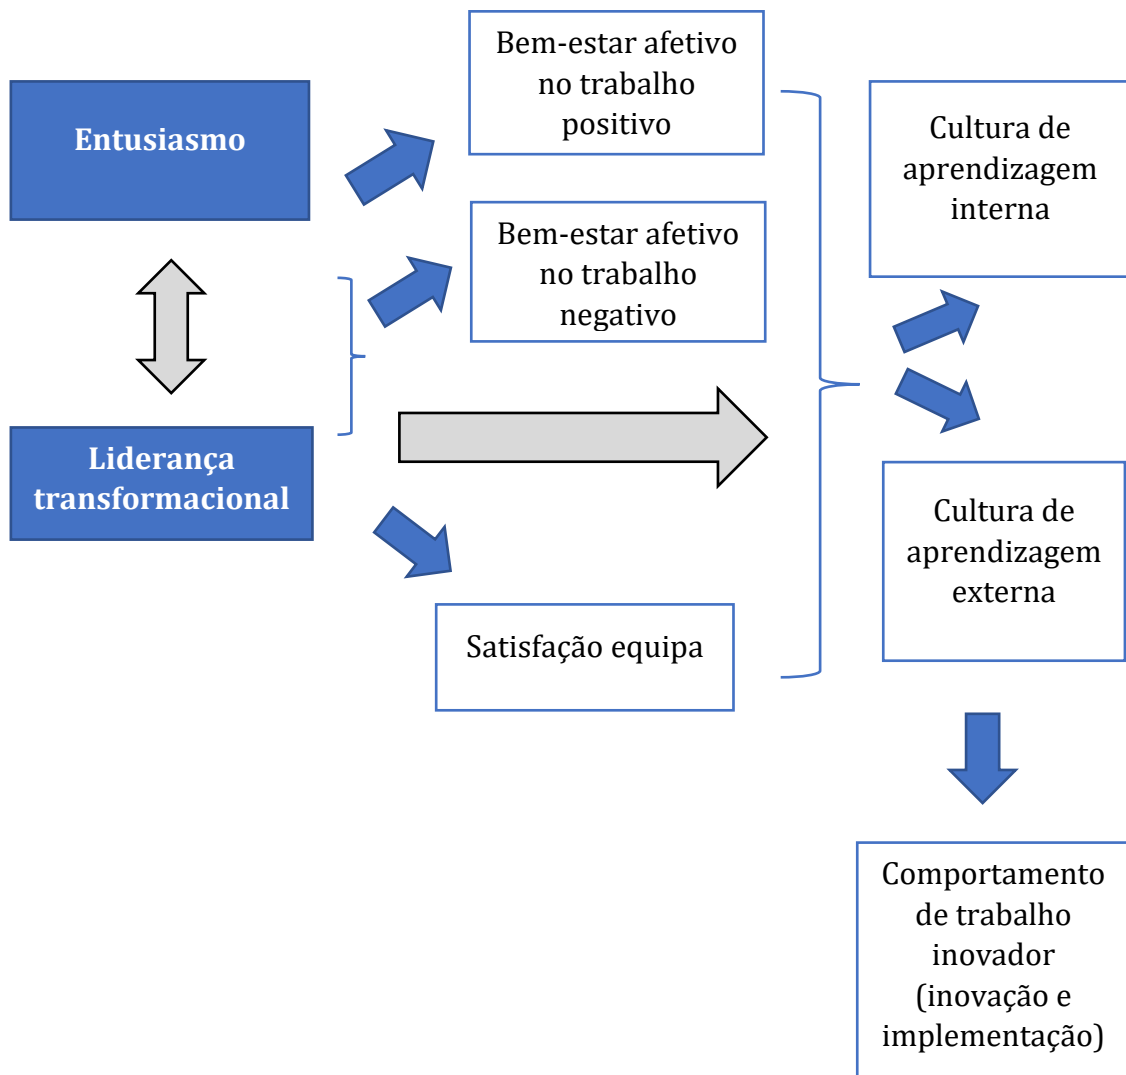 Entusiasmo
Liderança
transformacional
Bem-estar afetivo
no trabalho
positivo
Bem-estar afetivo
no trabalho
negativo
Satisfação equipa
Cultura de
aprendizagem
interna
Cultura de
aprendizagem
externa
Comportamento
de trabalho
inovador
(inovação e
implementação)